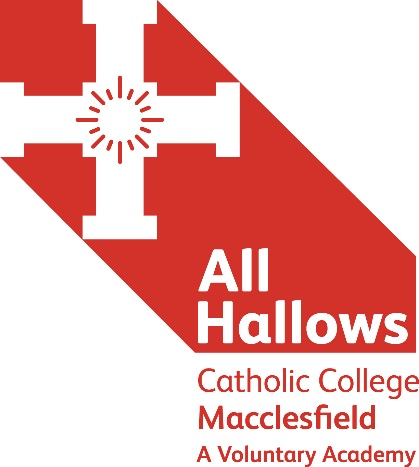 All
Hallows
Catholic College
Macclesfield
A Voluntary Academy